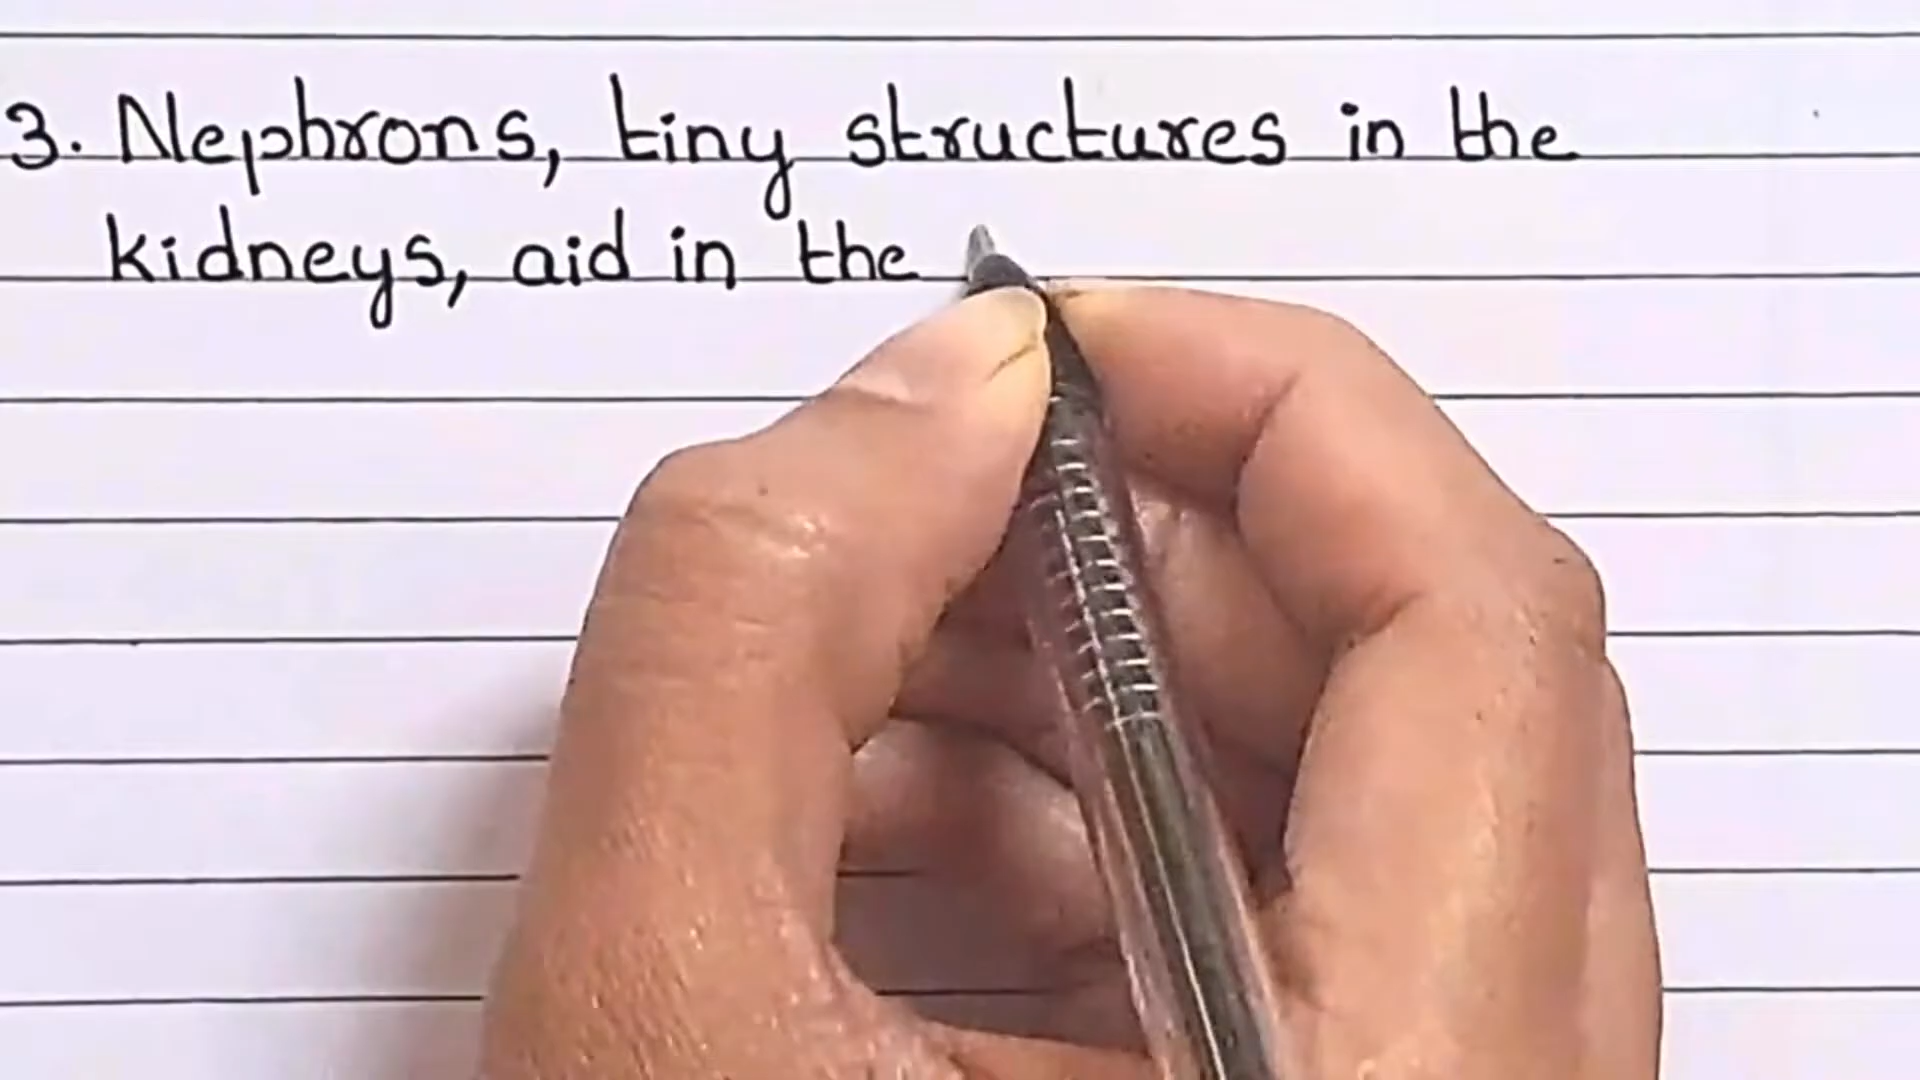 3. Nephrons, tiny structures in the
kidneys, aid in the